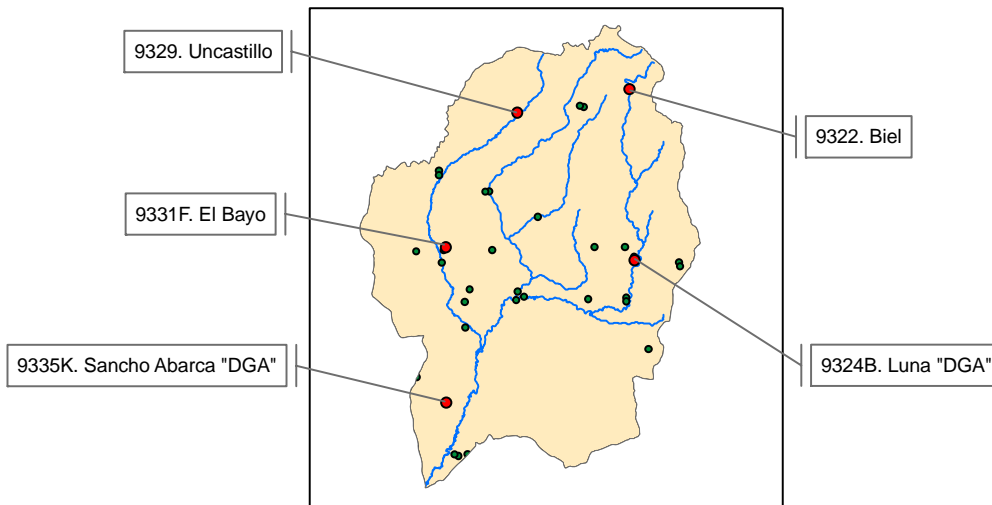 9329. Uncastillo
9322. Biel
9331F. El Bayo
9335K. Sancho Abarca "DGA"
9324B. Luna "DGA"